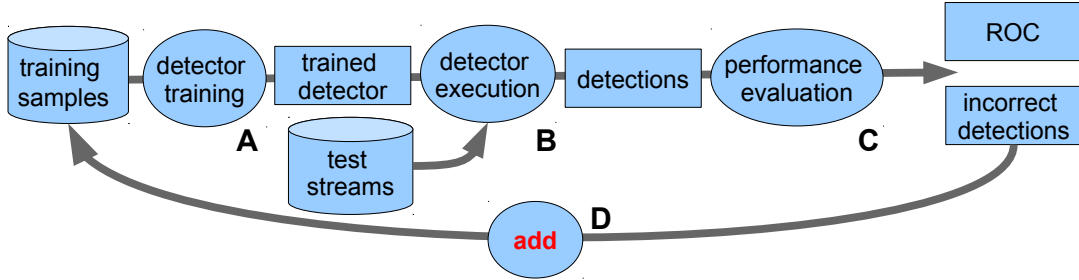 training
samples
detector
training
A
trained
detector
detector
execution
B
detections
performance
evaluation
C
ROC
incorrect
detections
test
streams
D
add